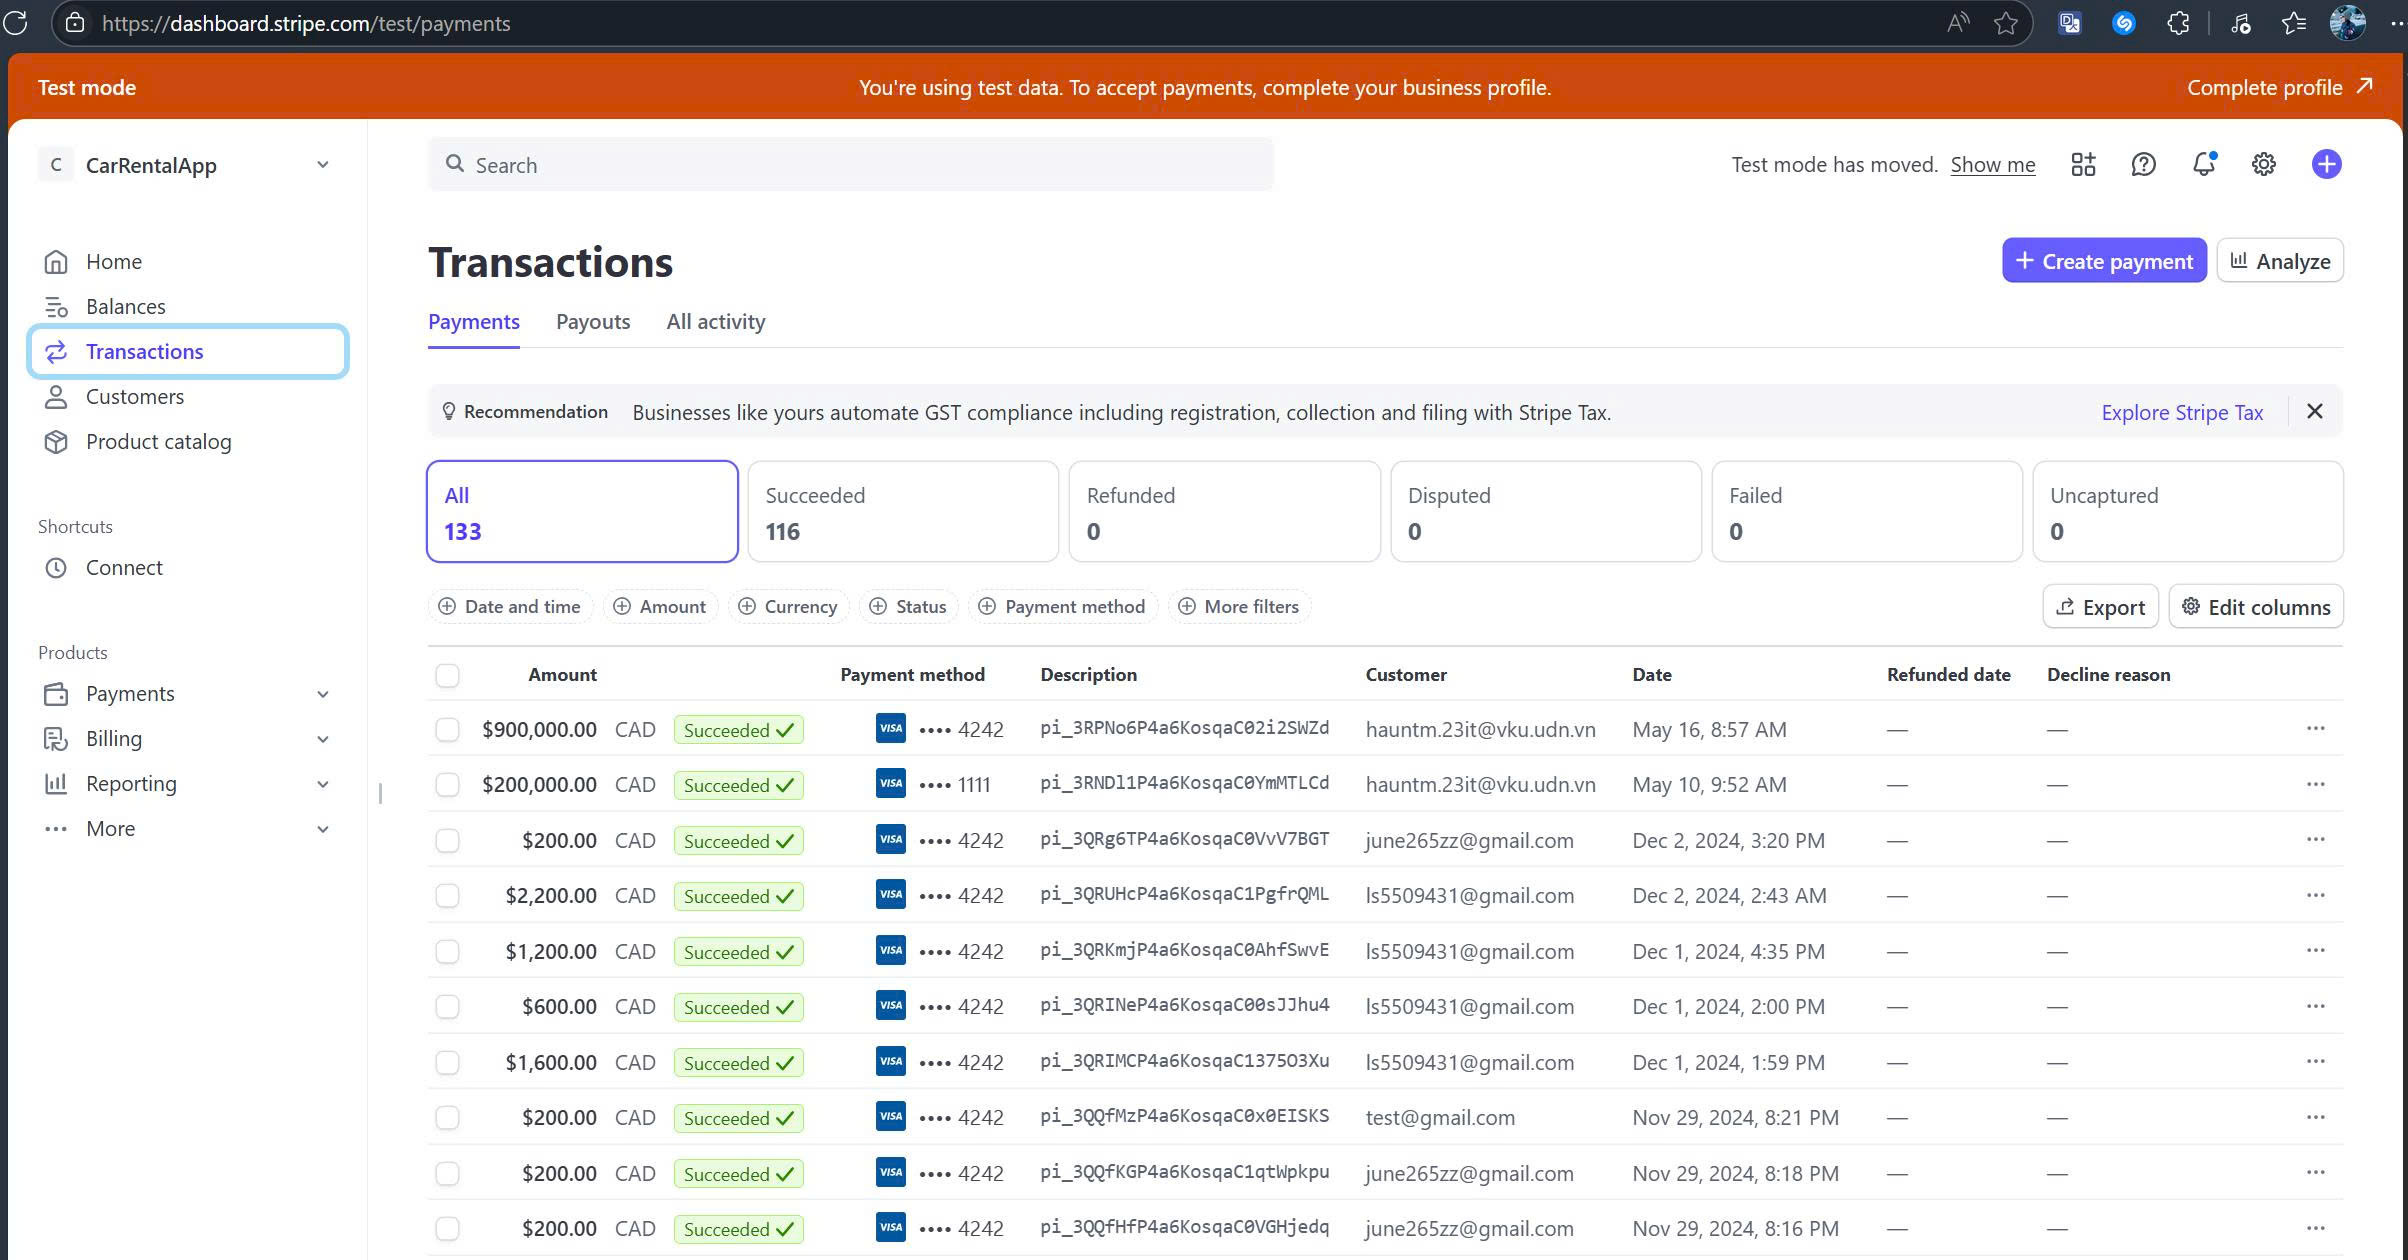 https://dashboard.stripe.com/test/payments
Test mode
You're using test data. To accept payments, complete your business profile.
Complete profile
C CarRentalApp
Search
Test mode has moved. Show me
Home
Balances
Transactions
Customers
Product catalog
Shortcuts
Connect
Products
Payments
Billing
Reporting
More
Transactions
+ Create payment
Analyze
Payments Payouts All activity
Recommendation Businesses like yours automate GST compliance including registration, collection and filing with Stripe Tax.
Explore Stripe Tax
All
133
Succeeded
116
Refunded
0
Disputed
0
Failed
0
Uncaptured
0
Date and time Amount Currency Status Payment method More filters
Export Edit columns
Amount Payment method Description Customer Date Refunded date Decline reason
$900,000.00 CAD Succeeded VISA •••• 4242 pi_3RPNo6P4a6KosqaC02i2SWZd hauntm.23it@vku.udn.vn May 16, 8:57 AM — —
$200,000.00 CAD Succeeded VISA •••• 1111 pi_3RNDl1P4a6KosqaC0YmMTLCd hauntm.23it@vku.udn.vn May 10, 9:52 AM — —
$200.00 CAD Succeeded VISA •••• 4242 pi_3QRg6TP4a6KosqaC0VvV7BGT june265zz@gmail.com Dec 2, 2024, 3:20 PM — —
$2,200.00 CAD Succeeded VISA •••• 4242 pi_3QRUHcP4a6KosqaC1PgfrQML ls5509431@gmail.com Dec 2, 2024, 2:43 AM — —
$1,200.00 CAD Succeeded VISA •••• 4242 pi_3QRKmjP4a6KosqaC0AhfSwvE ls5509431@gmail.com Dec 1, 2024, 4:35 PM — —
$600.00 CAD Succeeded VISA •••• 4242 pi_3QRINeP4a6KosqaC00sJJhu4 ls5509431@gmail.com Dec 1, 2024, 2:00 PM — —
$1,600.00 CAD Succeeded VISA •••• 4242 pi_3QRIMCP4a6KosqaC1375O3Xu ls5509431@gmail.com Dec 1, 2024, 1:59 PM — —
$200.00 CAD Succeeded VISA •••• 4242 pi_3QQfMzP4a6KosqaC0x0EISKS test@gmail.com Nov 29, 2024, 8:21 PM — —
$200.00 CAD Succeeded VISA •••• 4242 pi_3QQfKGP4a6KosqaC1qtWpkpu june265zz@gmail.com Nov 29, 2024, 8:18 PM — —
$200.00 CAD Succeeded VISA •••• 4242 pi_3QQfHfP4a6KosqaC0VGHjedq june265zz@gmail.com Nov 29, 2024, 8:16 PM — —